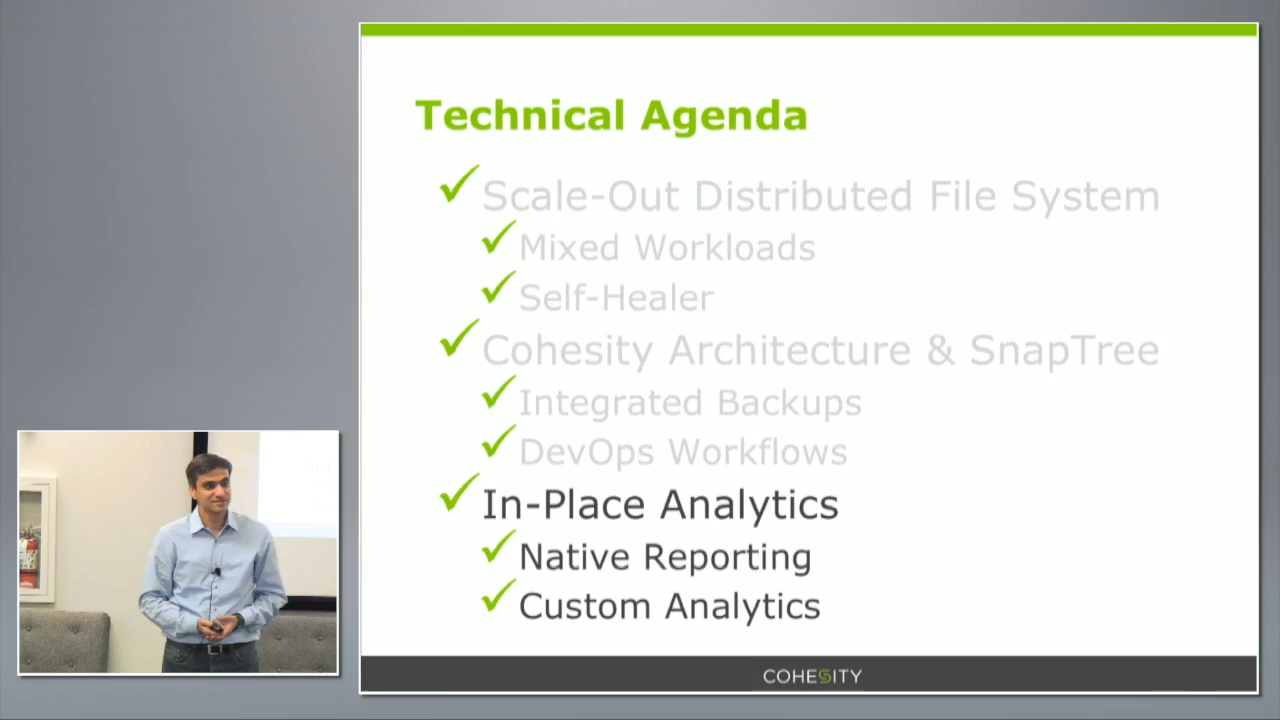 Technical Agenda
Scale-Out Distributed File System
Mixed Workloads
Self-Healer
Cohesity Architecture & SnapTree
Integrated Backups
DevOps Workflows
In-Place Analytics
Native Reporting
Custom Analytics
COHESITY